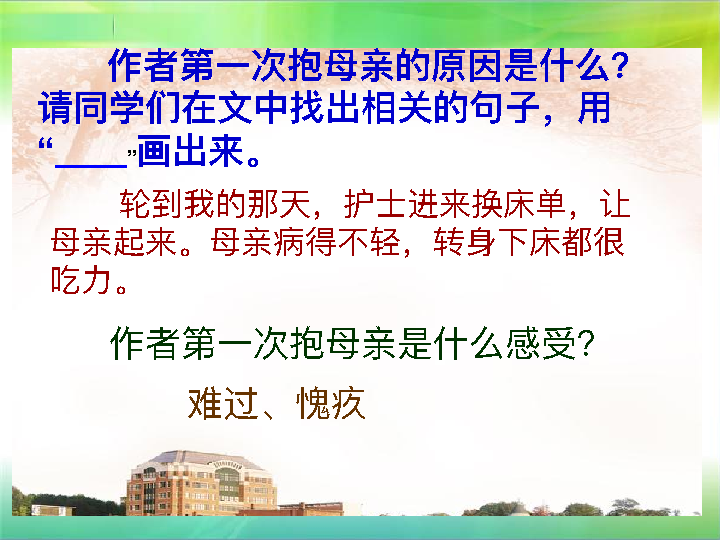 作者第一次抱母亲的原因是什么?
请同学们在文中找出相关的句子，用
“____”画出来。
轮到我的那天，护士进来换床单，让
母亲起来。母亲病得不轻，转身下床都很
吃力。
作者第一次抱母亲是什么感受?
难过、愧疚